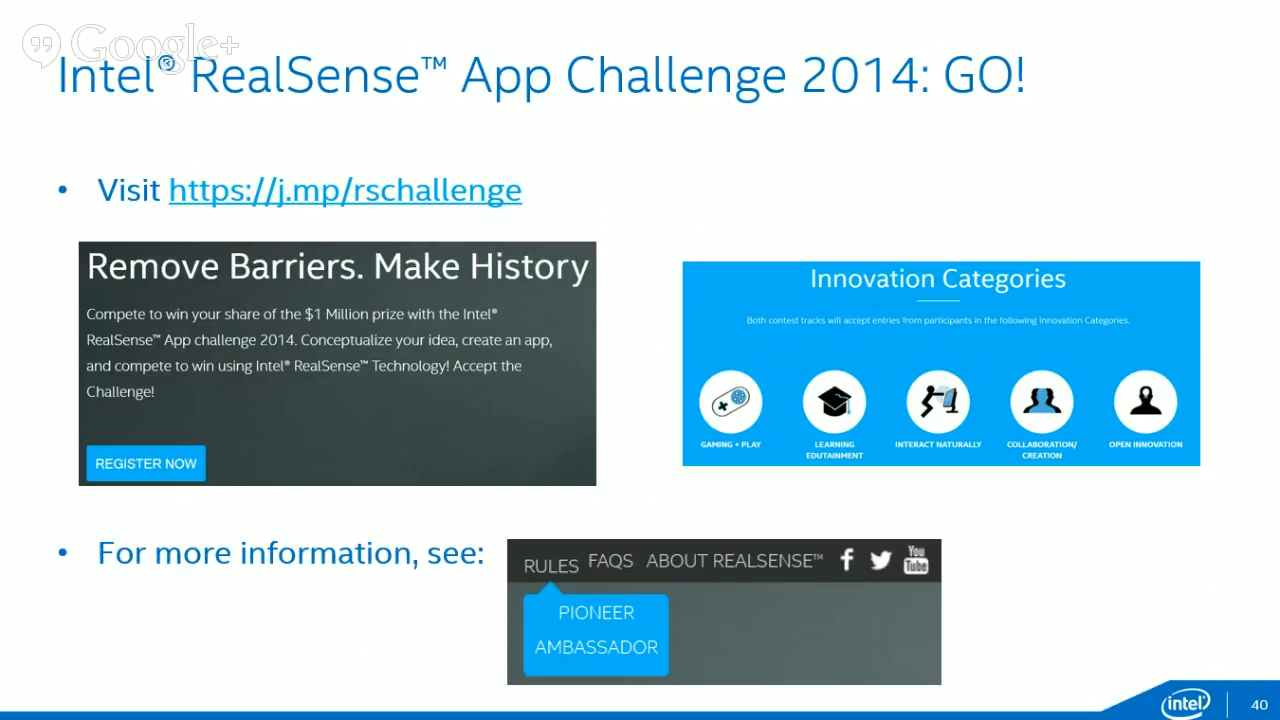 Google+
Intel® RealSense™ App Challenge 2014: GO!
• Visit https://j.mp/rschallenge
Remove Barriers. Make History
Compete to win your share of the $1 Million prize with the Intel®
RealSense™ App challenge 2014. Conceptualize your idea, create an app,
and compete to win using Intel® RealSense™ Technology! Accept the
Challenge!
REGISTER NOW
Innovation Categories
Both contest tracks will accept entries from participants in the following Innovation Categories.
GAMING + PLAY
LEARNING
EDUTAINMENT
INTERACT NATURALLY
COLLABORATION/
CREATION
OPEN INNOVATION
• For more information, see:
RULES FAQS ABOUT REALSENSE™ f You Tube
PIONEER
AMBASSADOR
intel
40